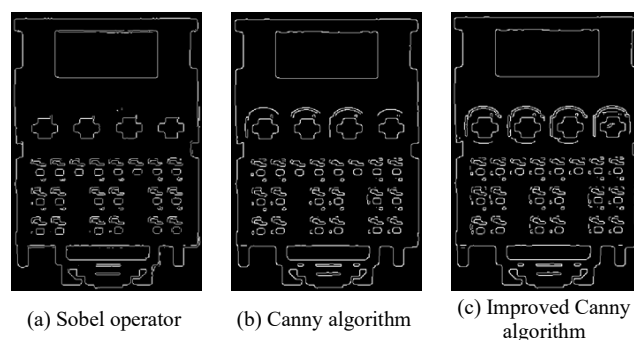 (a) Sobel operator
(b) Canny algorithm
(c) Improved Canny
algorithm